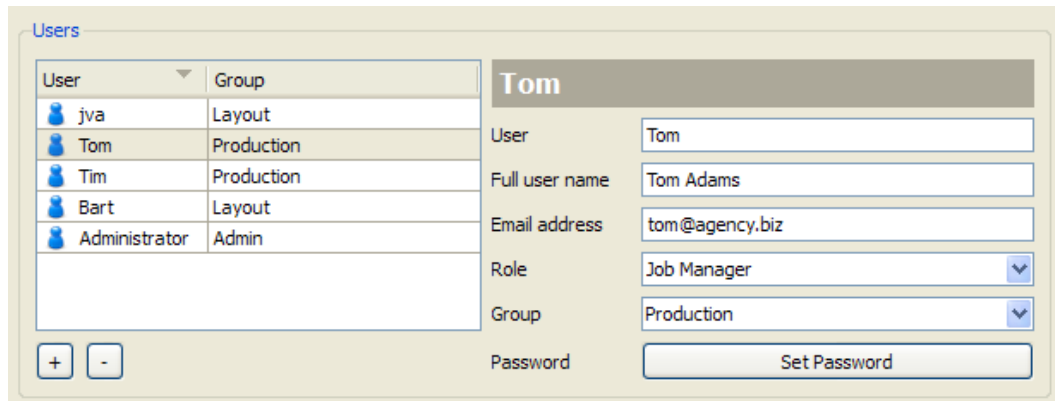 Users
User Group
jva Layout
Tom Production
Tim Production
Bart Layout
Administrator Admin
+ -
Tom
User Tom
Full user name Tom Adams
Email address tom@agency.biz
Role Job Manager
Group Production
Password Set Password